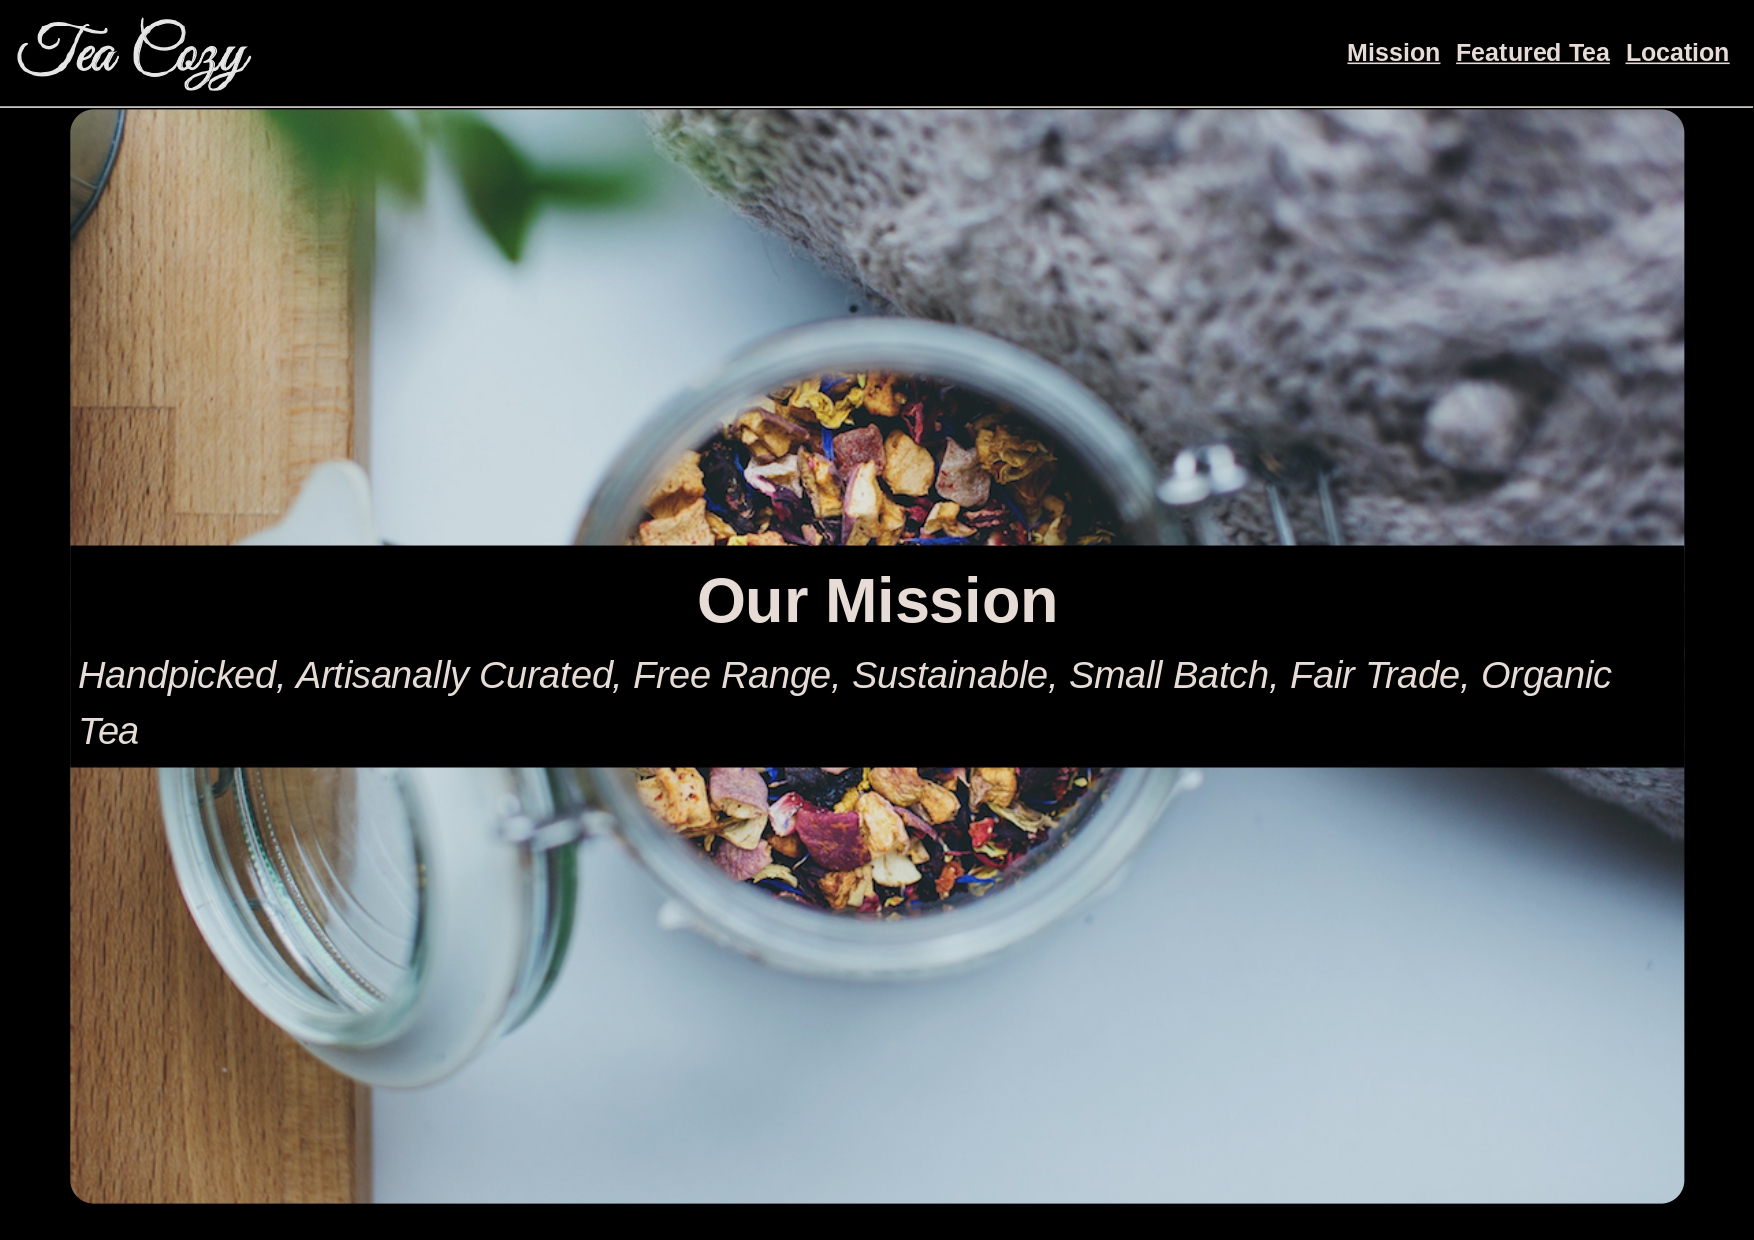 Tea Cozy
Mission Featured Tea Location
Our Mission
Handpicked, Artisanally Curated, Free Range, Sustainable, Small Batch, Fair Trade, Organic
Tea